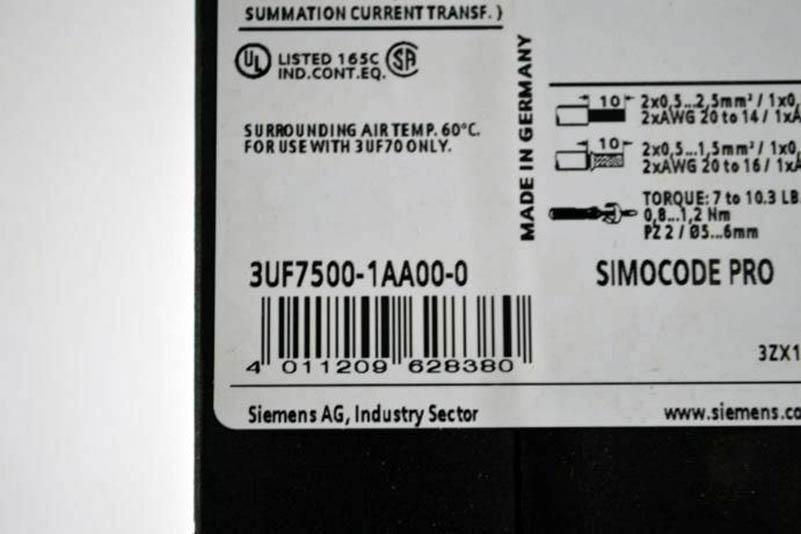 SUMMATION CURRENT TRANSF. )
UL LISTED 165C SA
IND.CONT.EQ.
SURROUNDING AIR TEMP. 60°C.
FOR USE WITH 3UF70 ONLY.
MADE IN GERMANY
10 2x0,5...2,5mm² / 1x0,
2xAWG 20 to 14 / 1xA
10 2x0,5...1,5mm² / 1x0,
2xAWG 20 to 16 / 1xA
TORQUE: 7 to 10.3 LB.
0,8...1,2 Nm
PZ 2 / Ø5...6mm
3UF7500-1AA00-0
SIMOCODE PRO
4 011209 628380
3ZX1
Siemens AG, Industry Sector
www.siemens.co